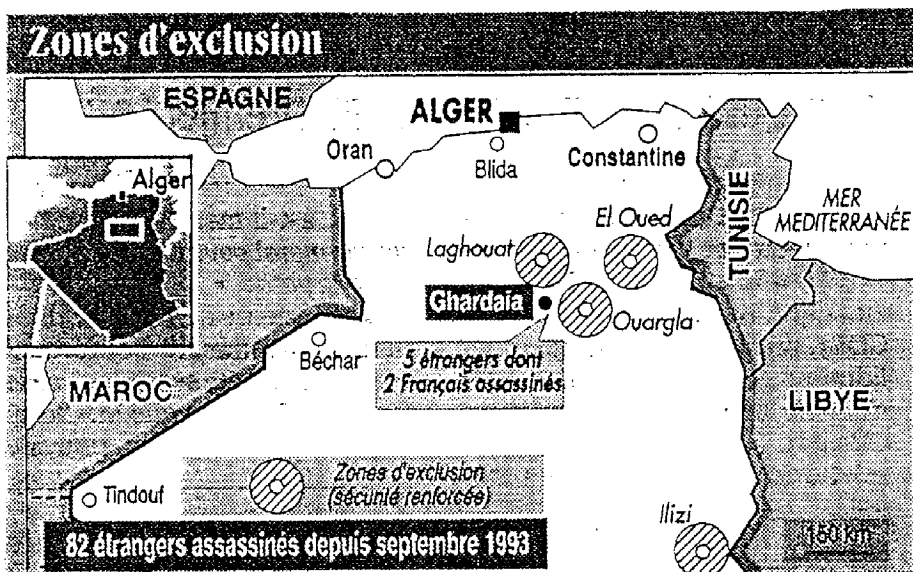 Zones d'exclusion
ESPAGNE
ALGER
Oran
Blida
Constantine
Alger
TUNISIE
MER
MEDITERRANÉE
El Oued
Laghouat
Ghardaïa
Ouargla
Béchar
5 étrangers dont
2 Français assassinés
MAROC
LIBYE
Tindouf
Zones d'exclusion
(sécurité renforcée)
Ilizi
150 km
82 étrangers assassinés depuis septembre 1993